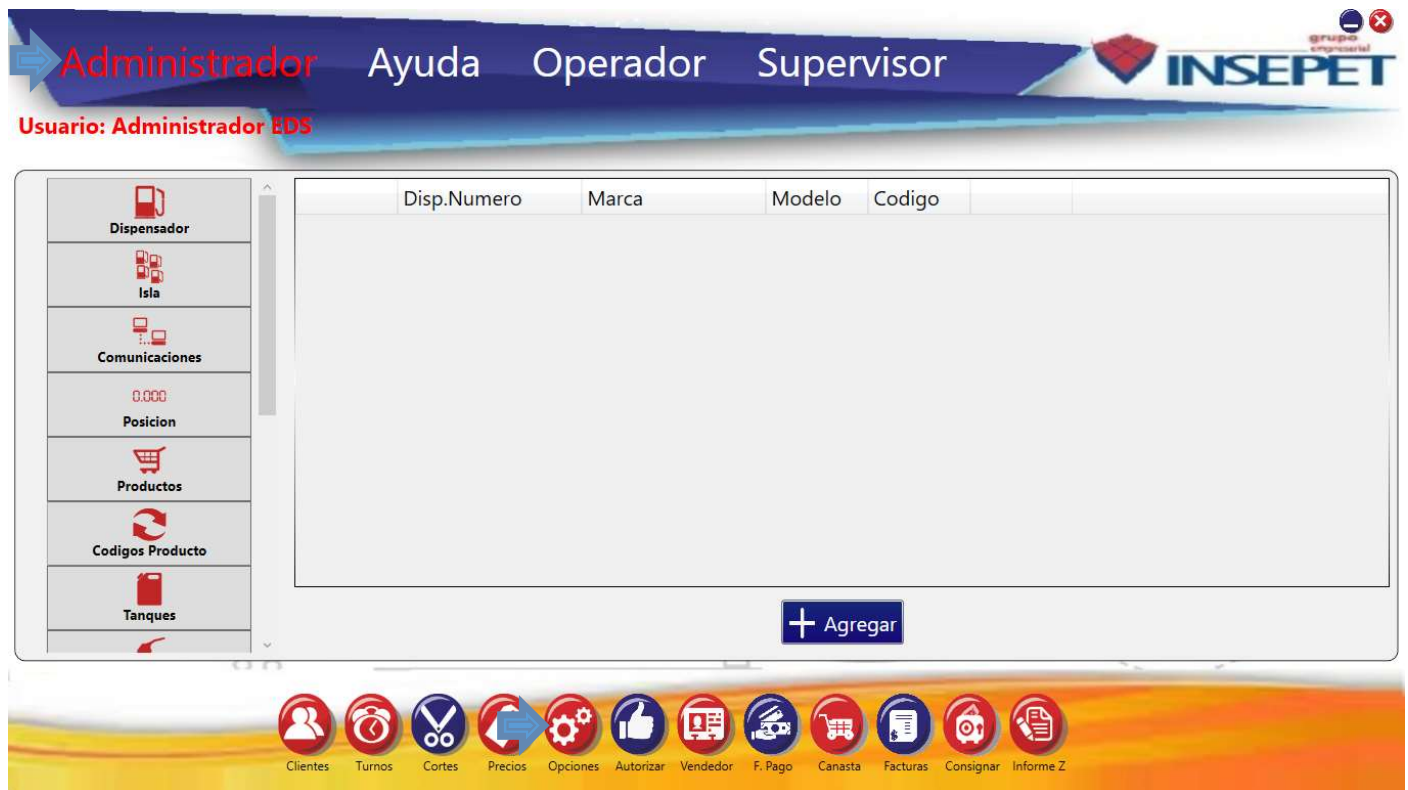 grupo
empresarial
INSEPET
Administrador Ayuda Operador Supervisor
Usuario: Administrador EDS
Disp.Numero Marca Modelo Codigo
Dispensador
Isla
Comunicaciones
0.000
Posicion
Productos
Codigos Producto
Tanques
Agregar
Clientes Turnos Cortes Precios Opciones Autorizar Vendedor F. Pago Canasta Facturas Consignar Informe Z